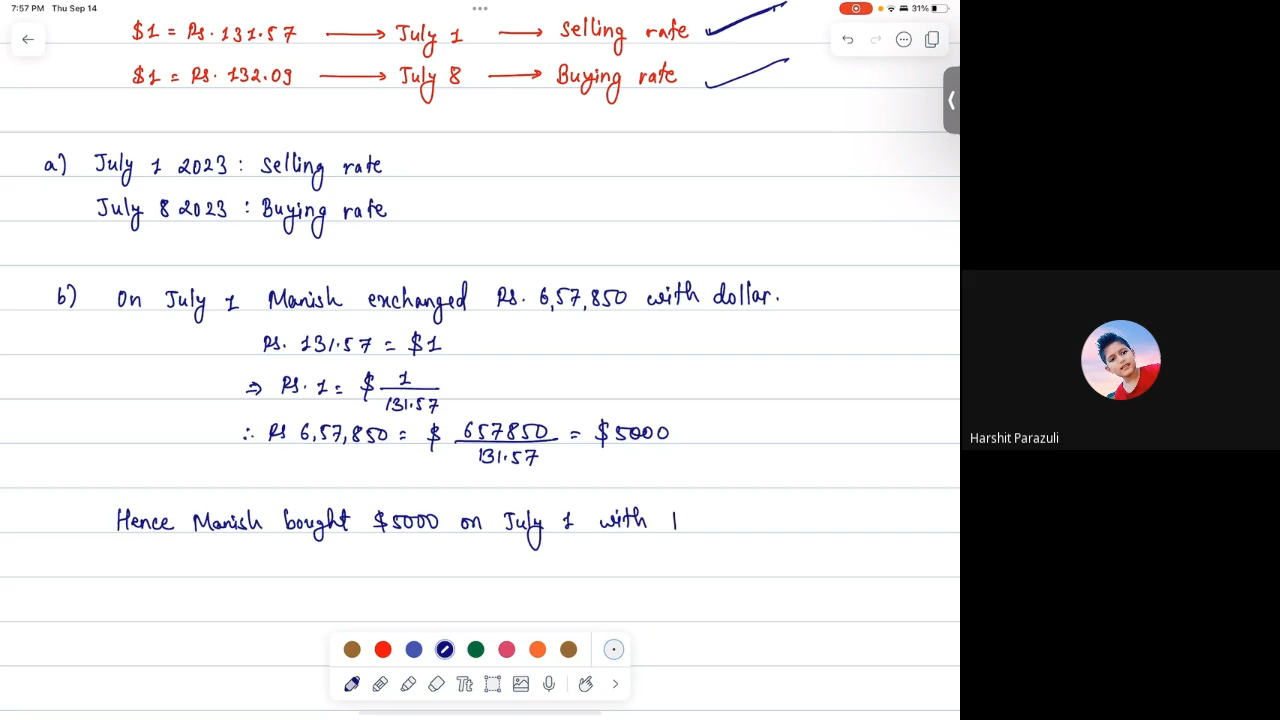 7:57 PM Thu Sep 14
31%
$1 = Rs. 131.57 → July 1 → Selling rate
$1 = Rs. 132.09 → July 8 → Buying rate
a) July 1 2023 : Selling rate
July 8 2023 : Buying rate
b) On July 1 Manish exchanged Rs. 6,57,850 with dollar.
Rs. 131.57 = $1
⇒ Rs. 1 = $ 1/131.57
∴ Rs 6,57,850 = $ 657850/131.57 = $5000
Hence Manish bought $5000 on July 1 with
Tt
Harshit Parazuli